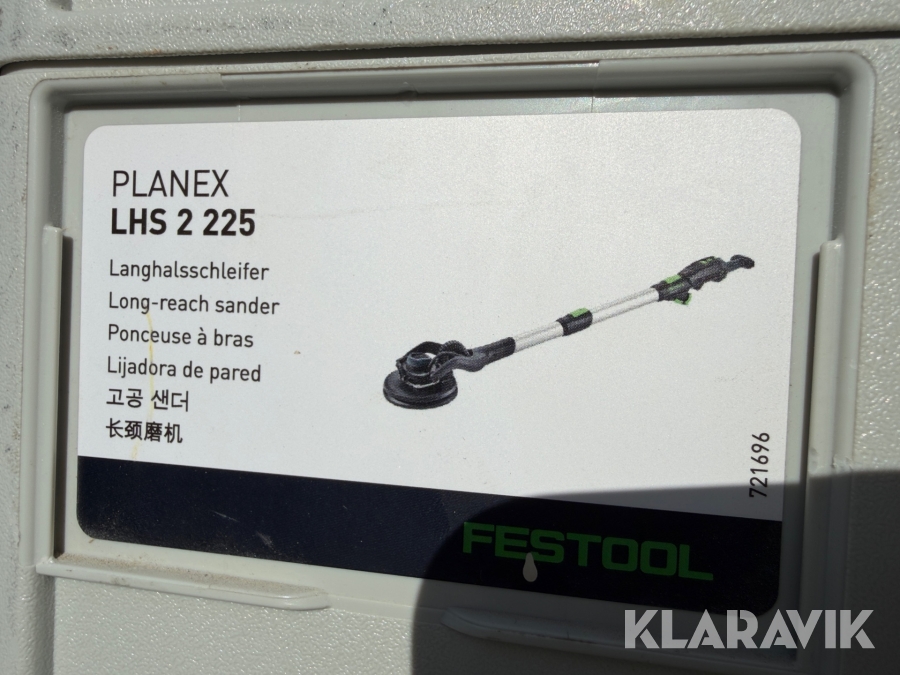 PLANEX
LHS 2 225
Langhalsschleifer
Long-reach sander
Ponceuse à bras
Lijadora de pared
고공 샌더
长颈磨机
721696
FESTOOL
KLARAVIK